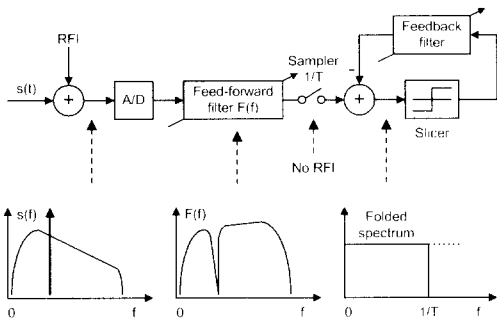 RFI
s(t)
+
A/D
Feed-forward
filter F(f)
Sampler
1/T
-
+
Feedback
filter
Slicer
No RFI
s(f)
0
f
F(f)
0
f
Folded
spectrum
0
1/T
f